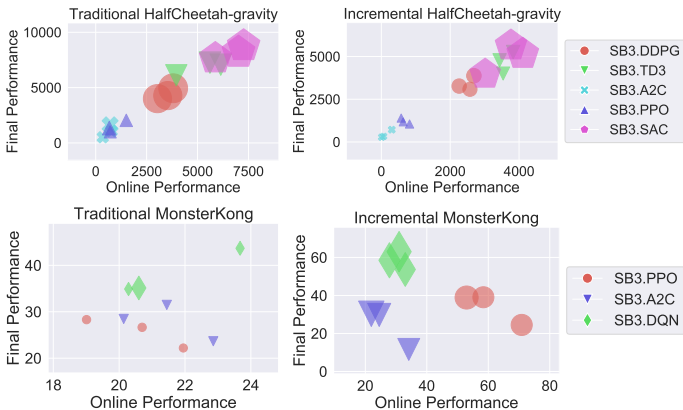 Traditional HalfCheetah-gravity
Final Performance
10000
5000
0
0 2500 5000 7500
Online Performance
Incremental HalfCheetah-gravity
Final Performance
5000
2500
0
0 2000 4000
Online Performance
SB3.DDPG
SB3.TD3
SB3.A2C
SB3.PPO
SB3.SAC
Traditional MonsterKong
Final Performance
40
30
20
18 20 22 24
Online Performance
Incremental MonsterKong
Final Performance
60
40
20
0
20 40 60 80
Online Performance
SB3.PPO
SB3.A2C
SB3.DQN